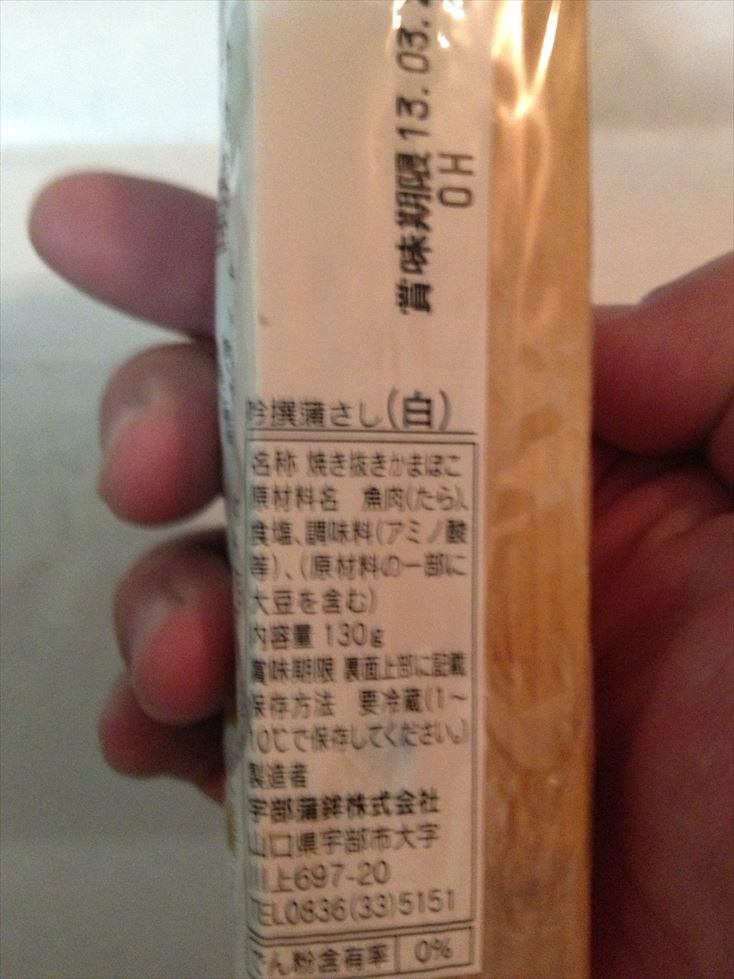 賞味期限 13. 03.
OH
吟撰蒲さし(白)
名称 焼き抜きかまぼこ
原材料名 魚肉(たら)、
食塩、調味料(アミノ酸
等)、(原材料の一部に
大豆を含む)
内容量 130g
賞味期限 裏面上部に記載
保存方法 要冷蔵(1〜
10℃で保存してください。)
製造者
宇部蒲鉾株式会社
山口県宇部市大字
川上697-20
TEL0836(33)5151
でん粉含有率 0%